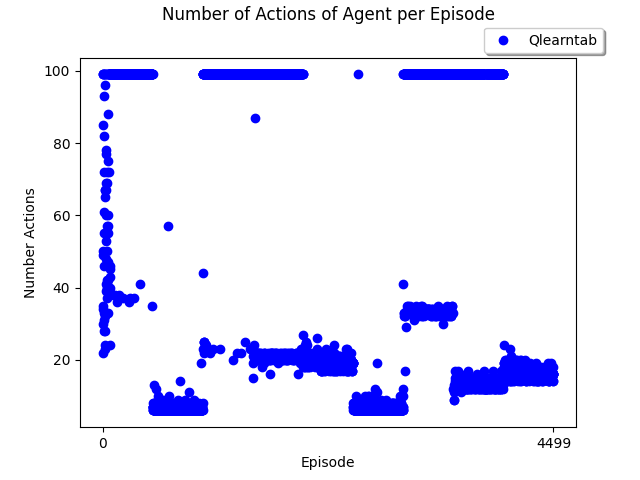 Number of Actions of Agent per Episode
Qlearntab
100
80
60
40
20
Number Actions
0
4499
Episode